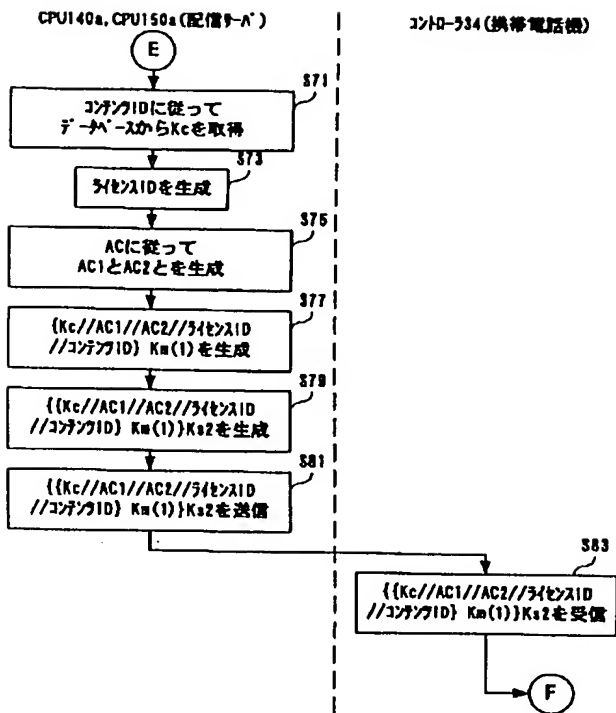 CPU140a,CPU150a(配信サーバ)
コントローラ34(携帯電話機)
E
S71
コンテンツIDに従って
データベースからKcを取得
S73
ライセンスIDを生成
S75
ACに従って
AC1とAC2とを生成
S77
{Kc//AC1//AC2//ライセンスID
//コンテンツID} Km(1)を生成
S79
{{Kc//AC1//AC2//ライセンスID
//コンテンツID} Km(1)}Ks2を生成
S81
{{Kc//AC1//AC2//ライセンスID
//コンテンツID} Km(1)}Ks2を送信
S83
{{Kc//AC1//AC2//ライセンスID
//コンテンツID} Km(1)}Ks2を受信
F